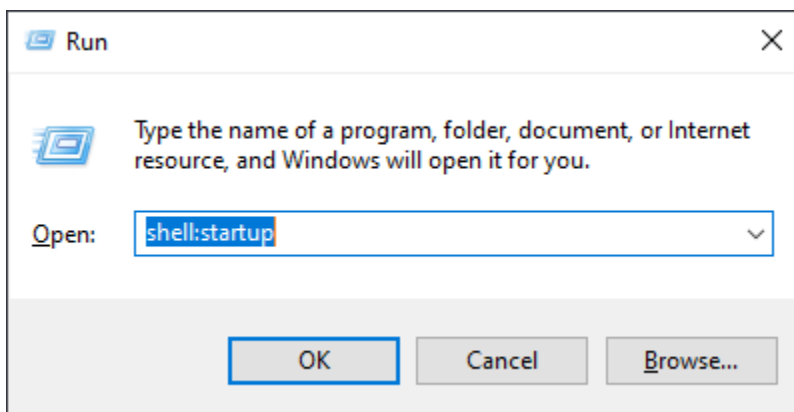 Run
Type the name of a program, folder, document, or Internet
resource, and Windows will open it for you.
Open: shell:startup
OK Cancel Browse...